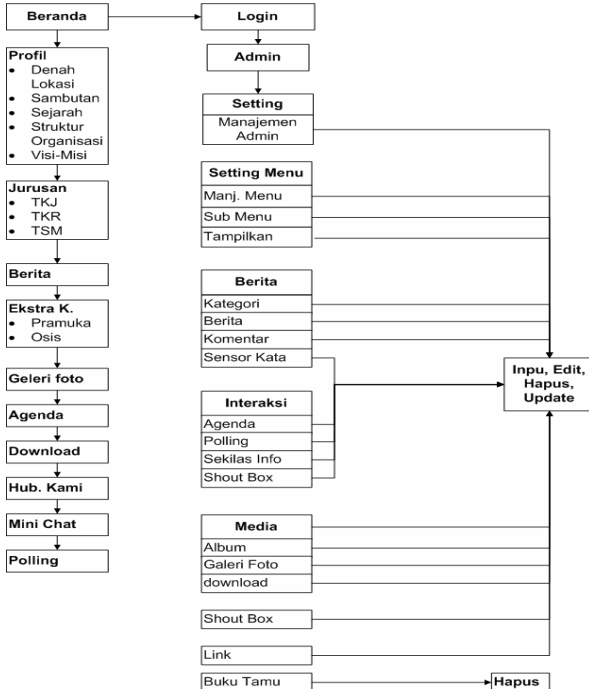 Beranda
Profil
• Denah
Lokasi
• Sambutan
• Sejarah
• Struktur
Organisasi
• Visi-Misi
Jurusan
• TKJ
• TKR
• TSM
Berita
Ekstra K.
• Pramuka
• Osis
Geleri foto
Agenda
Download
Hub. Kami
Mini Chat
Polling
Login
Admin
Setting
Manajemen
Admin
Setting Menu
Manj. Menu
Sub Menu
Tampilkan
Berita
Kategori
Berita
Komentar
Sensor Kata
Interaksi
Agenda
Polling
Sekilas Info
Shout Box
Media
Album
Galeri Foto
download
Shout Box
Link
Buku Tamu
Inpu, Edit,
Hapus,
Update
Hapus